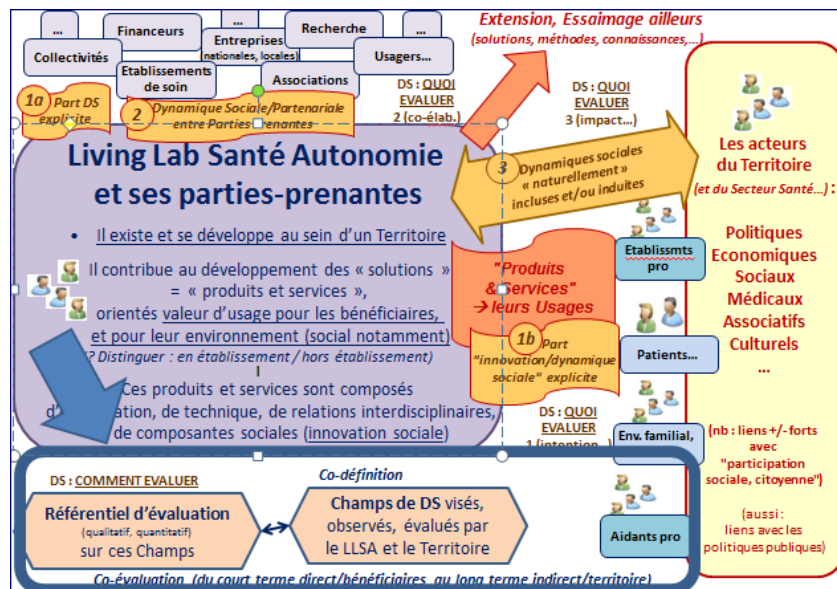 ...
Financeurs
...
Recherche
...
Collectivités
Entreprises
(nationales, locales)
Usagers...
Etablissements
de soin
Associations
Extension, Essaimage ailleurs
(solutions, méthodes, connaissances,...)
1a
Part DS
explicite
2
Dynamique Sociale/Partenariale
entre Parties-Prenantes
DS : QUOI
EVALUER
2 (co-élab.)
DS : QUOI
EVALUER
3 (impact...)
Living Lab Santé Autonomie
et ses parties-prenantes
• Il existe et se développe au sein d'un Territoire
Il contribue au développement des « solutions »
= « produits et services »,
orientés valeur d'usage pour les bénéficiaires,
et pour leur environnement (social notamment)
(? Distinguer : en établissement / hors établissement)
Ces produits et services sont composés
de technique, de relations interdisciplinaires,
de composantes sociales (innovation sociale)
3
Dynamiques sociales
« naturellement »
incluses et/ou induites
"Produits
& Services"
→ leurs Usages
1b
Part
"innovation/dynamique
sociale" explicite
DS : QUOI
EVALUER
1 (intention...)
Etablissmts
pro
Patients...
Env. familial,
Aidants pro
Les acteurs
du Territoire
(et du Secteur Santé...) :
Politiques
Economiques
Sociaux
Médicaux
Associatifs
Culturels
...
(nb : liens +/- forts
avec
"participation
sociale, citoyenne")
(aussi :
liens avec les
politiques publiques)
DS : COMMENT EVALUER
Co-définition
Référentiel d'évaluation
(qualitatif, quantitatif)
sur ces Champs
Champs de DS visés,
observés, évalués par
le LLSA et le Territoire
Co-évaluation (du court terme direct/bénéficiaires au long terme indirect/territoire)